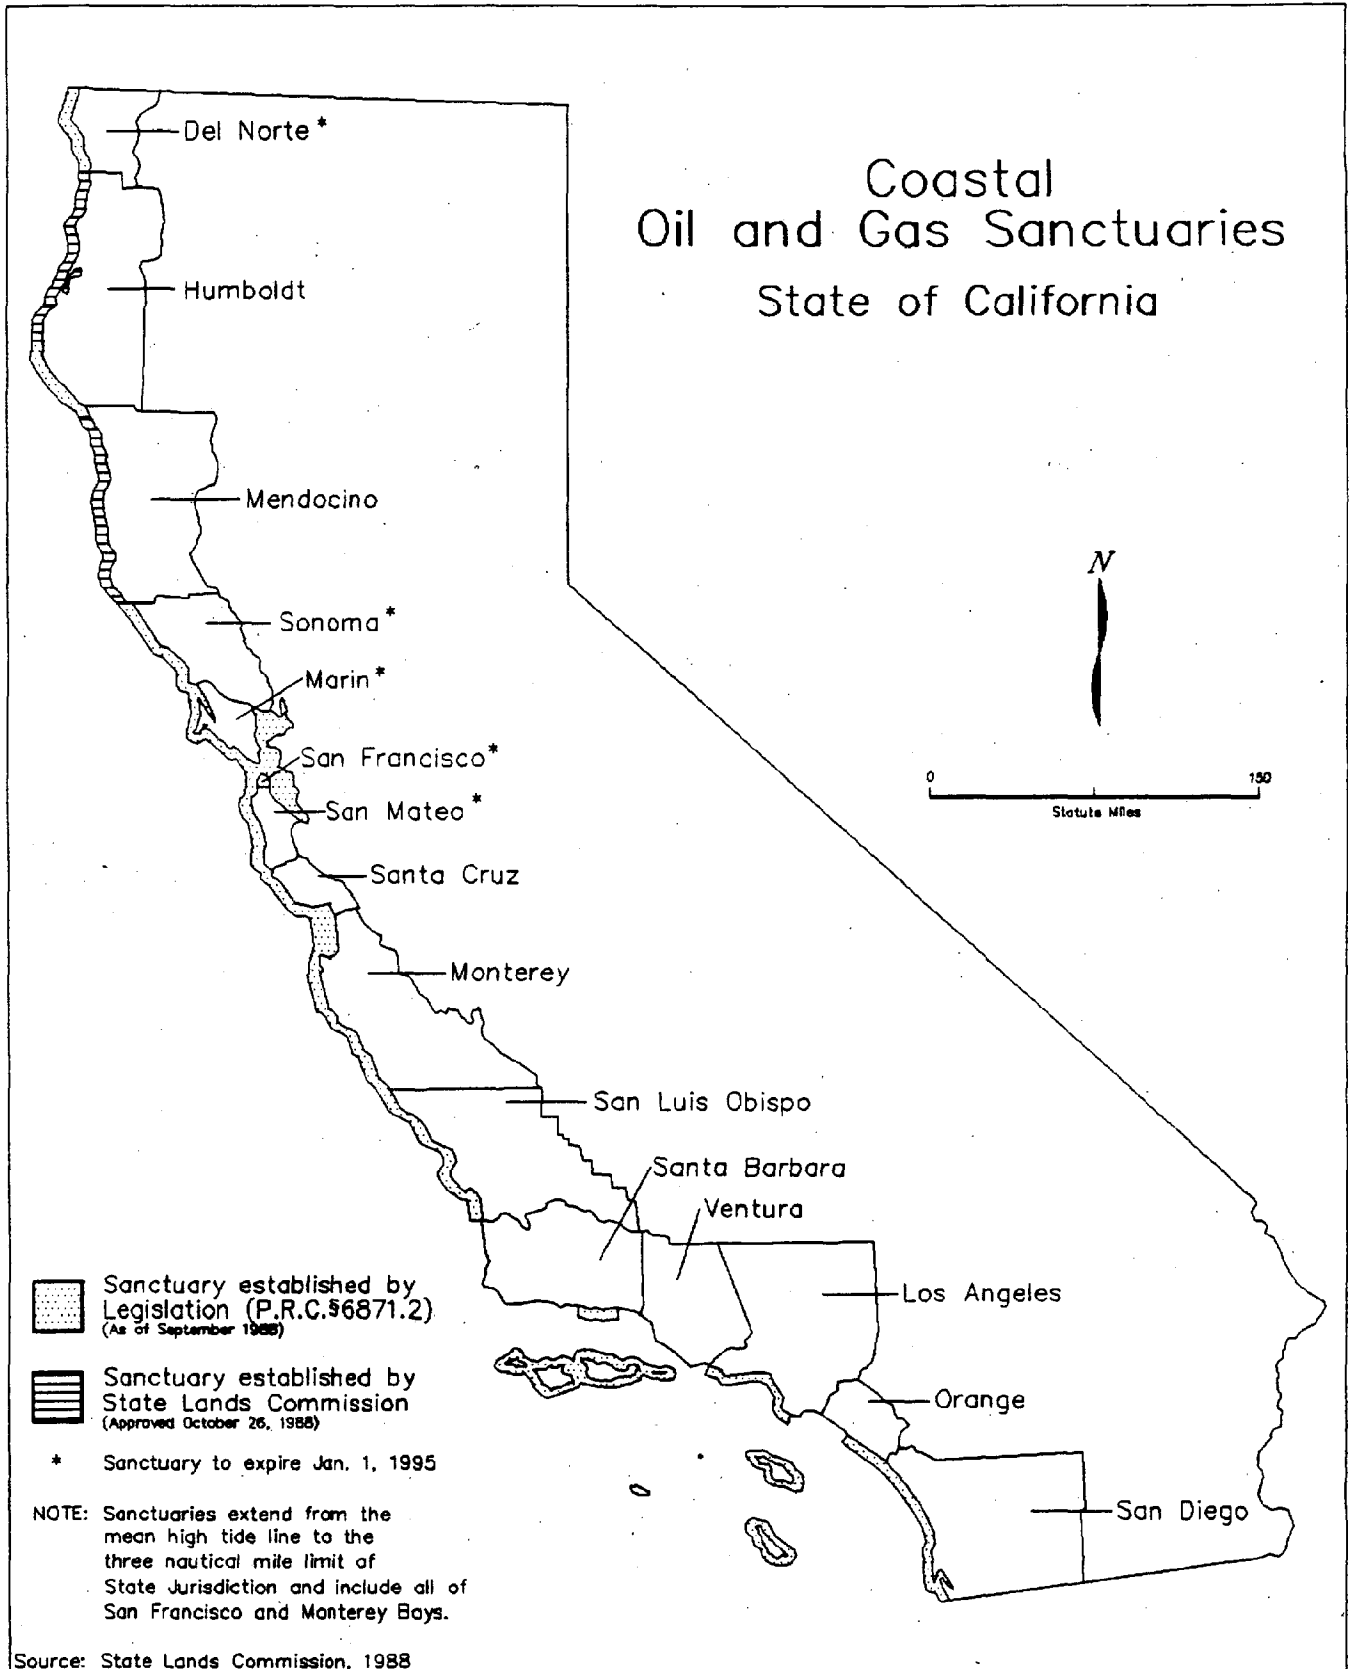 Coastal
Oil and Gas Sanctuaries
State of California
Del Norte*
Humboldt
Mendocino
Sonoma*
Marin*
San Francisco*
San Mateo*
Santa Cruz
Monterey
San Luis Obispo
Santa Barbara
Ventura
Los Angeles
Orange
San Diego
N
0 150
Statute Miles
Sanctuary established by
Legislation (P.R.C.§6871.2)
(As of September 1988)
Sanctuary established by
State Lands Commission
(Approved October 26, 1988)
* Sanctuary to expire Jan. 1, 1995
NOTE: Sanctuaries extend from the
mean high tide line to the
three nautical mile limit of
State Jurisdiction and include all of
San Francisco and Monterey Bays.
Source: State Lands Commission, 1988